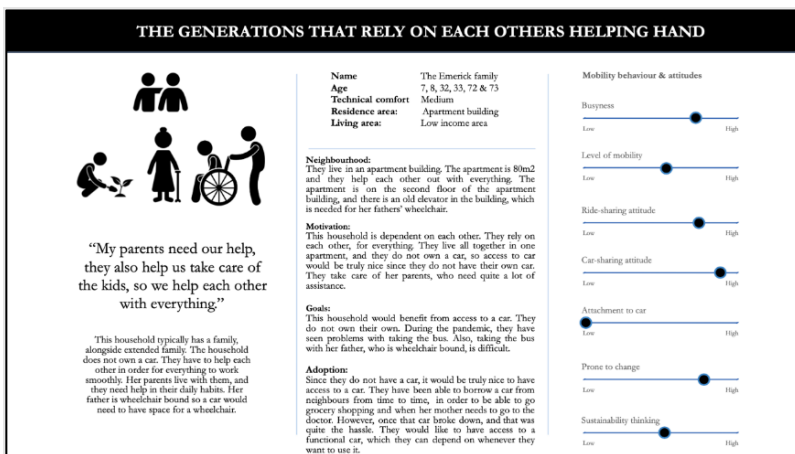 THE GENERATIONS THAT RELY ON EACH OTHERS HELPING HAND
“My parents need our help,
they also help us take care of
the kids, so we help each other
with everything.”
This household typically has a family,
alongside extended family. The household
does not own a car. They have to help each
other in order for everything to work
smoothly. Her parents live with them, and
they need help in their daily habits. Her
father is wheelchair bound so a car would
need to have space for a wheelchair.
Name The Emerick family
Age 7, 8, 32, 33, 72 & 73
Technical comfort Medium
Residence area: Apartment building
Living area: Low income area
Neighbourhood:
They live in an apartment building. The apartment is 80m2
and they help each other out with everything. The
apartment is on the second floor of the apartment
building, and there is an old elevator in the building, which
is needed for her fathers’ wheelchair.
Motivation:
This household is dependent on each other. They rely on
each other, for everything. They live all together in one
apartment, and they do not own a car, so access to car
would be truly nice since they do not have their own car.
They take care of her parents, who need quite a lot of
assistance.
Goals:
This household would benefit from access to a car. They
do not own their own. During the pandemic, they have
seen problems with taking the bus. Also, taking the bus
with her father, who is wheelchair bound, is difficult.
Adoption:
Since they do not have a car, it would be truly nice to have
access to a car. They have been able to borrow a car from
neighbours from time to time, in order to be able to go
grocery shopping and when her mother needs to go to the
doctor. However, once that car broke down, and that was
quite the hassle. They would like to have access to a
functional car, which they can depend on whenever they
want to use it.
Mobility behaviour & attitudes
Busyness
Low High
Level of mobility
Low High
Ride-sharing attitude
Low High
Car-sharing attitude
Low High
Attachment to car
Low High
Prone to change
Low High
Sustainability thinking
Low High